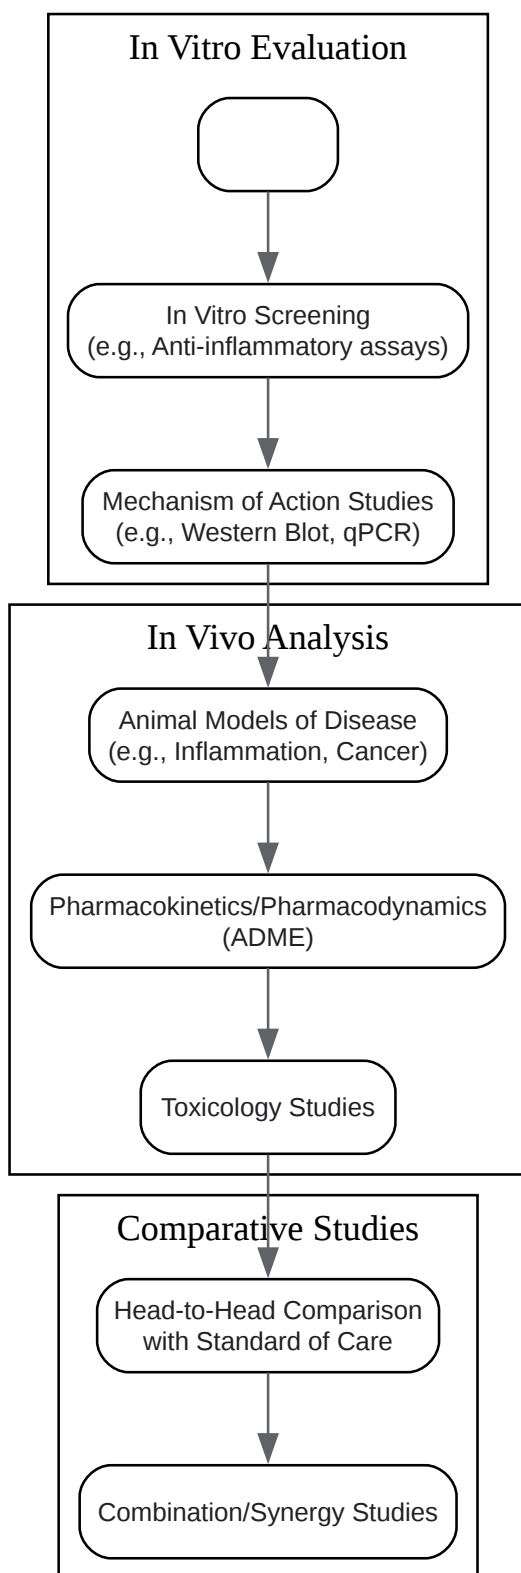 In Vitro Evaluation
In Vitro Screening
(e.g., Anti-inflammatory assays)
Mechanism of Action Studies
(e.g., Western Blot, qPCR)
In Vivo Analysis
Animal Models of Disease
(e.g., Inflammation, Cancer)
Pharmacokinetics/Pharmacodynamics
(ADME)
Toxicology Studies
Comparative Studies
Head-to-Head Comparison
with Standard of Care
Combination/Synergy Studies